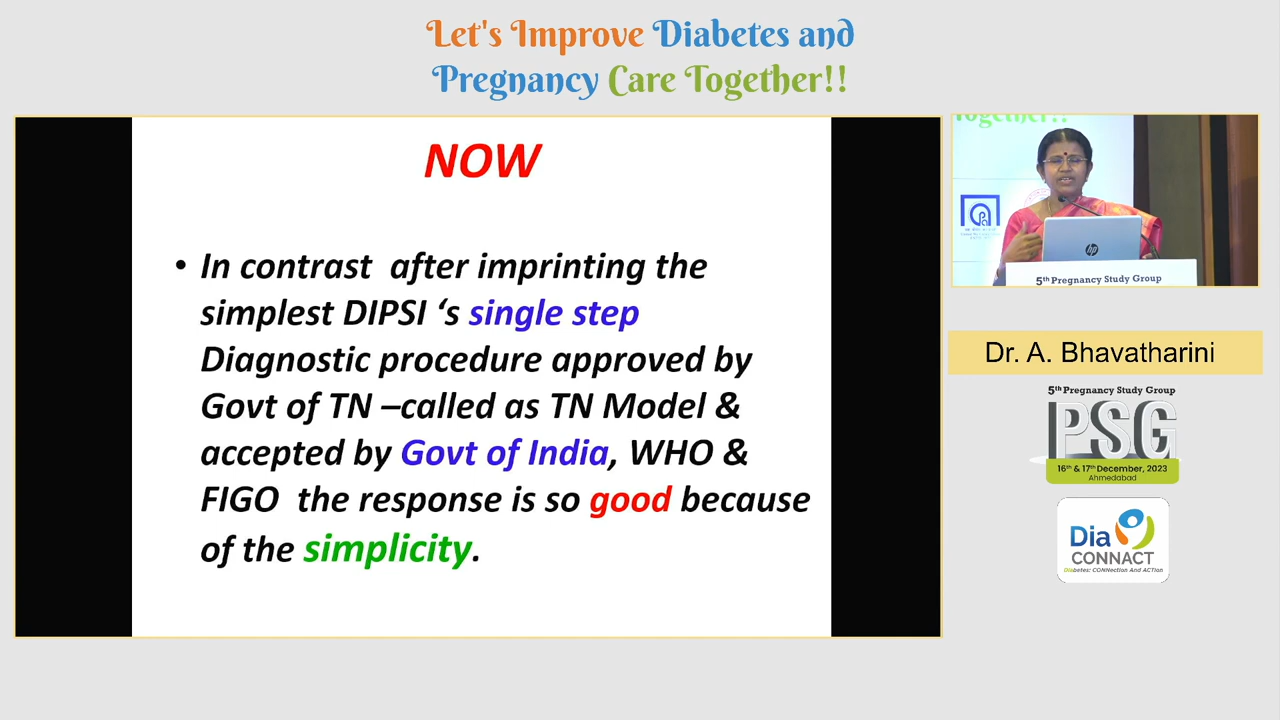 Let's Improve Diabetes and
Pregnancy Care Together!!
NOW
• In contrast after imprinting the
simplest DIPSI ‘s single step
Diagnostic procedure approved by
Govt of TN –called as TN Model &
accepted by Govt of India, WHO &
FIGO the response is so good because
of the simplicity.
Together!!
hp
5th Pregnancy Study Group
Dr. A. Bhavatharini
5th Pregnancy Study Group
PSG
16th & 17th December, 2023
Ahmedabad
Dia
CONNACT
Diabetes: CONNection And ACTion